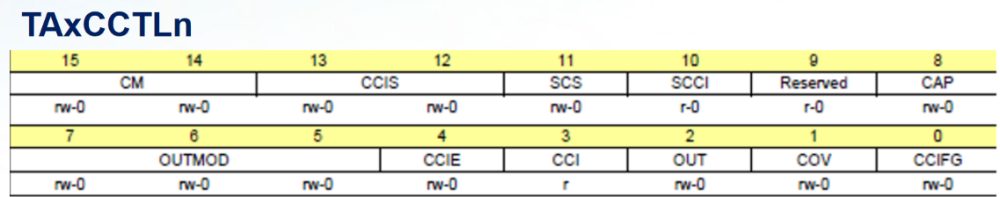 TAxCCTLn
15 14 13 12 11 10 9 8
CM CCIS SCS SCCI Reserved CAP
rw-0 rw-0 rw-0 rw-0 rw-0 r-0 r-0 rw-0
7 6 5 4 3 2 1 0
OUTMOD CCIE CCI OUT COV CCIFG
rw-0 rw-0 rw-0 rw-0 r rw-0 rw-0 rw-0